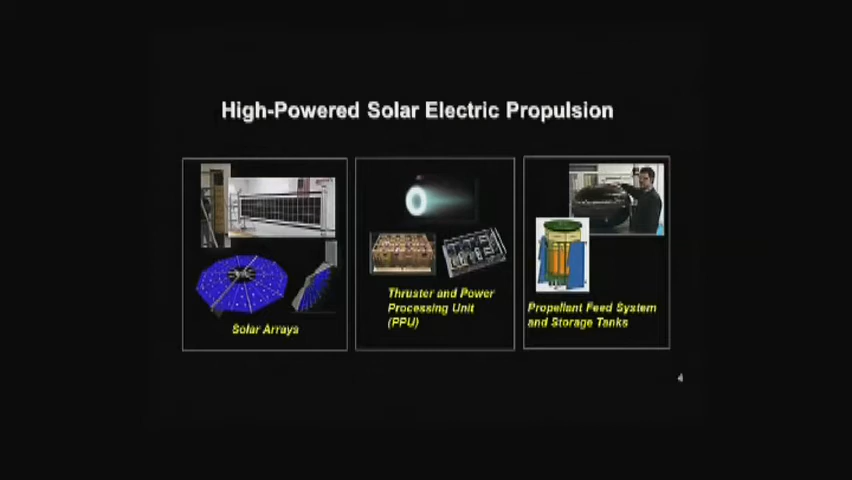 High-Powered Solar Electric Propulsion
Solar Arrays
Thruster and Power
Processing Unit
(PPU)
Propellant Feed System
and Storage Tanks
4